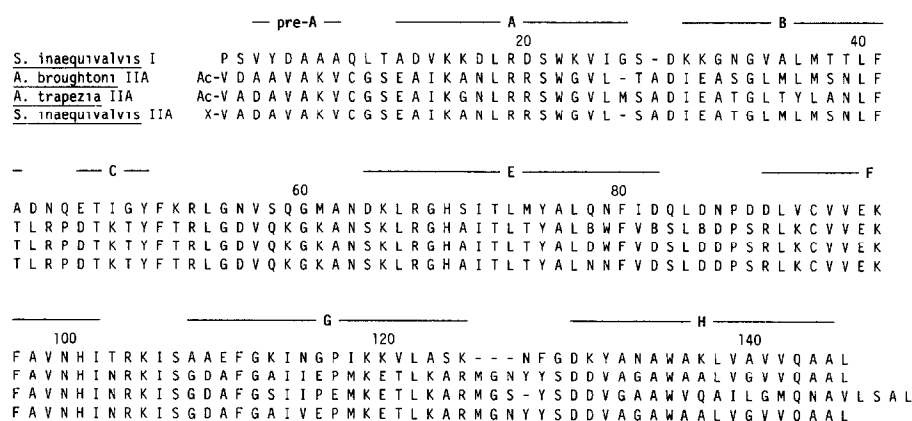 pre-A A B
20 40
S. inaequivalvis I P S V Y D A A A Q L T A D V K K D L R D S W K V I G S - D K K G N G V A L M T T L F
A. broughtoni IIA Ac-V D A A V A K V C G S E A I K A N L R R S W G V L - T A D I E A S G L M L M S N L F
A. trapezia IIA Ac-V A D A V A K V C G S E A I K G N L R R S W G V L M S A D I E A T G L T Y L A N L F
S. inaequivalvis IIA X-V A D A V A K V C G S E A I K A N L R R S W G V L - S A D I E A T G L M L M S N L F
C E F
60 80
A D N Q E T I G Y F K R L G N V S Q G M A N D K L R G H S I T L M Y A L Q N F I D Q L D N P D D L V C V V E K
T L R P D T K T Y F T R L G D V Q K G K A N S K L R G H A I T L T Y A L B W F V B S L B D P S R L K C V V E K
T L R P D T K T Y F T R L G D V Q K G K A N S K L R G H A I T L T Y A L D W F V D S L D D P S R L K C V V E K
T L R P D T K T Y F T R L G D V Q K G K A N S K L R G H A I T L T Y A L N N F V D S L D D P S R L K C V V E K
G H
100 120 140
F A V N H I T R K I S A A E F G K I N G P I K K V L A S K - - - N F G D K Y A N A W A K L V A V V Q A A L
F A V N H I N R K I S G D A F G A I I E P M K E T L K A R M G N Y Y S D D V A G A W A A L V G V V Q A A L
F A V N H I N R K I S G D A F G S I I P E M K E T L K A R M G S - Y S D D V G A A W V Q A I L G M Q N A V L S A L
F A V N H I N R K I S G D A F G A I V E P M K E T L K A R M G N Y Y S D D V A G A W A A L V G V V Q A A L